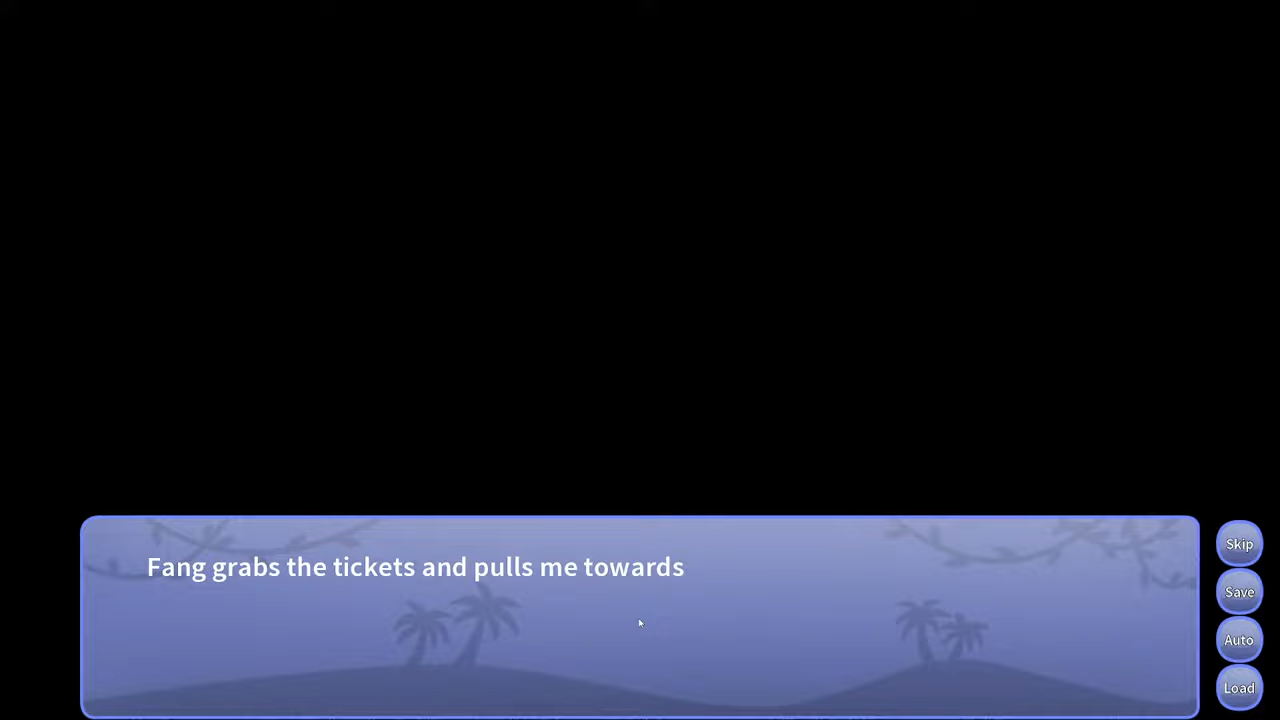 Fang grabs the tickets and pulls me towards
Skip
Save
Auto
Load